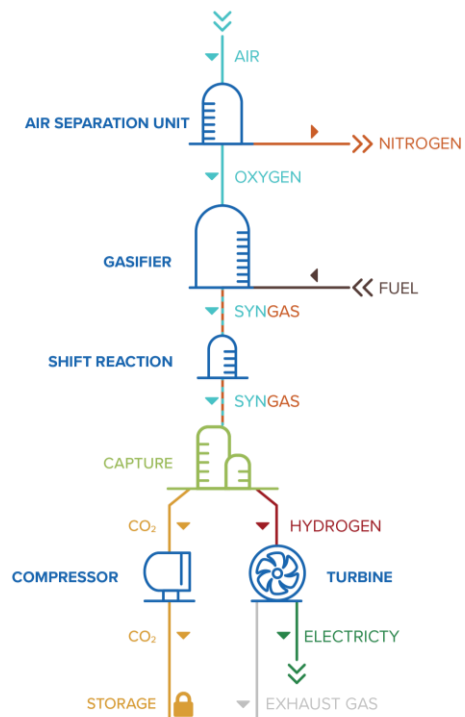 AIR
AIR SEPARATION UNIT
NITROGEN
OXYGEN
GASIFIER
FUEL
SYNGAS
SHIFT REACTION
SYNGAS
CAPTURE
CO₂
HYDROGEN
COMPRESSOR
TURBINE
CO₂
ELECTRICTY
STORAGE
EXHAUST GAS